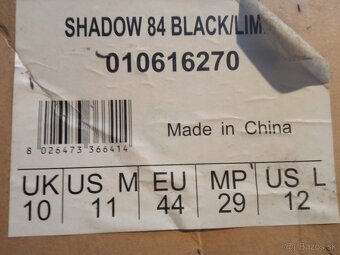 SHADOW 84 BLACK/LIM
010616270
Made in China
8 026473 366414
UK US M EU MP US L
10 11 44 29 12
Bazos.sk